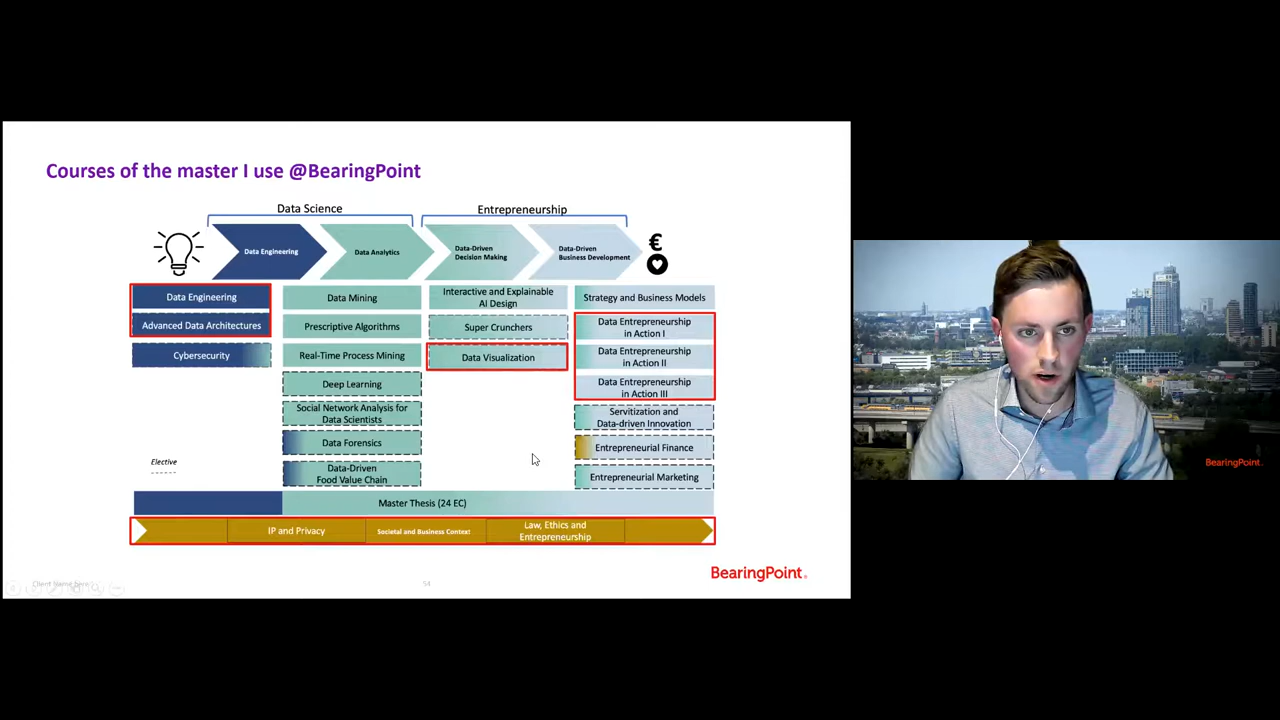 Courses of the master I use @BearingPoint
Data Science
Entrepreneurship
Data Engineering
Data Analytics
Data-Driven
Decision Making
Data-Driven
Business Development
€
Data Engineering
Advanced Data Architectures
Cybersecurity
Data Mining
Prescriptive Algorithms
Real-Time Process Mining
Deep Learning
Social Network Analysis for
Data Scientists
Data Forensics
Data-Driven
Food Value Chain
Interactive and Explainable
AI Design
Super Crunchers
Data Visualization
Strategy and Business Models
Data Entrepreneurship
in Action I
Data Entrepreneurship
in Action II
Data Entrepreneurship
in Action III
Servitization and
Data-driven Innovation
Entrepreneurial Finance
Entrepreneurial Marketing
Elective
Master Thesis (24 EC)
IP and Privacy
Societal and Business Context
Law, Ethics and
Entrepreneurship
Client Name here
54
BearingPoint.
BearingPoint.